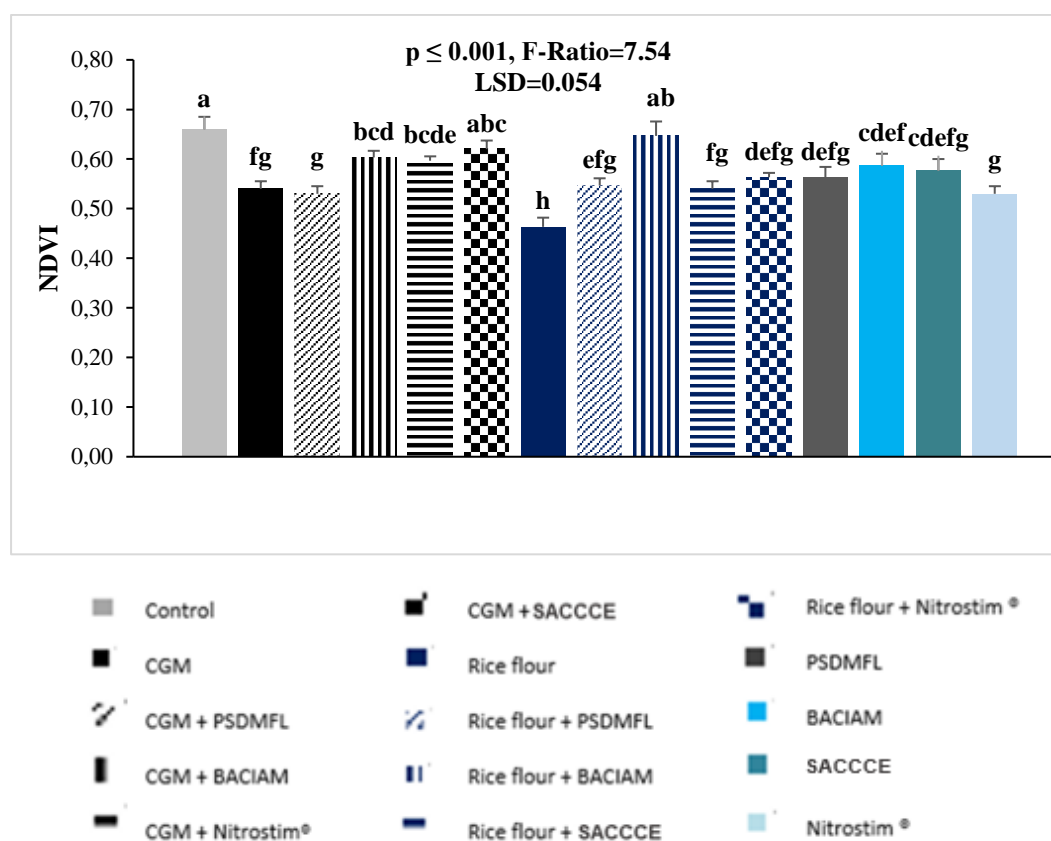 p ≤ 0.001, F-Ratio=7.54
LSD=0.054
NDVI
0,80
0,70
0,60
0,50
0,40
0,30
0,20
0,10
0,00
a
fg
g
bcd
bcde
abc
h
efg
ab
fg
defg
defg
cdef
cdefg
g
Control
CGM
CGM + PSDMFL
CGM + BACIAM
CGM + Nitrostim®
CGM + SACCCE
Rice flour
Rice flour + PSDMFL
Rice flour + BACIAM
Rice flour + SACCCE
Rice flour + Nitrostim ®
PSDMFL
BACIAM
SACCCE
Nitrostim ®